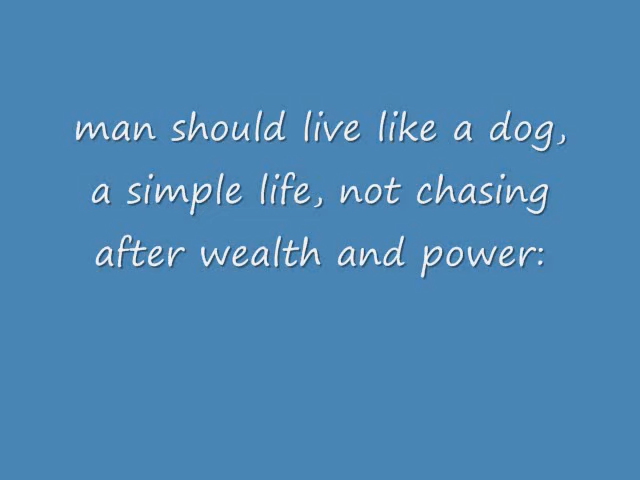 man should live like a dog,
a simple life, not chasing
after wealth and power: